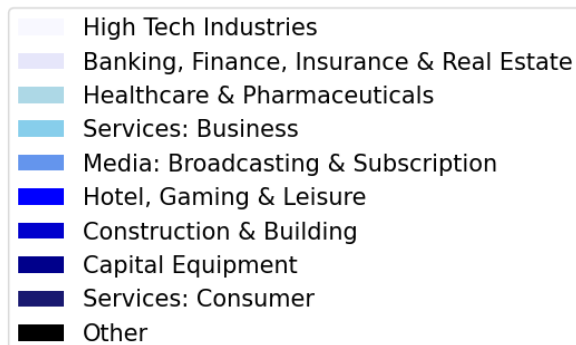 High Tech Industries
Banking, Finance, Insurance & Real Estate
Healthcare & Pharmaceuticals
Services: Business
Media: Broadcasting & Subscription
Hotel, Gaming & Leisure
Construction & Building
Capital Equipment
Services: Consumer
Other